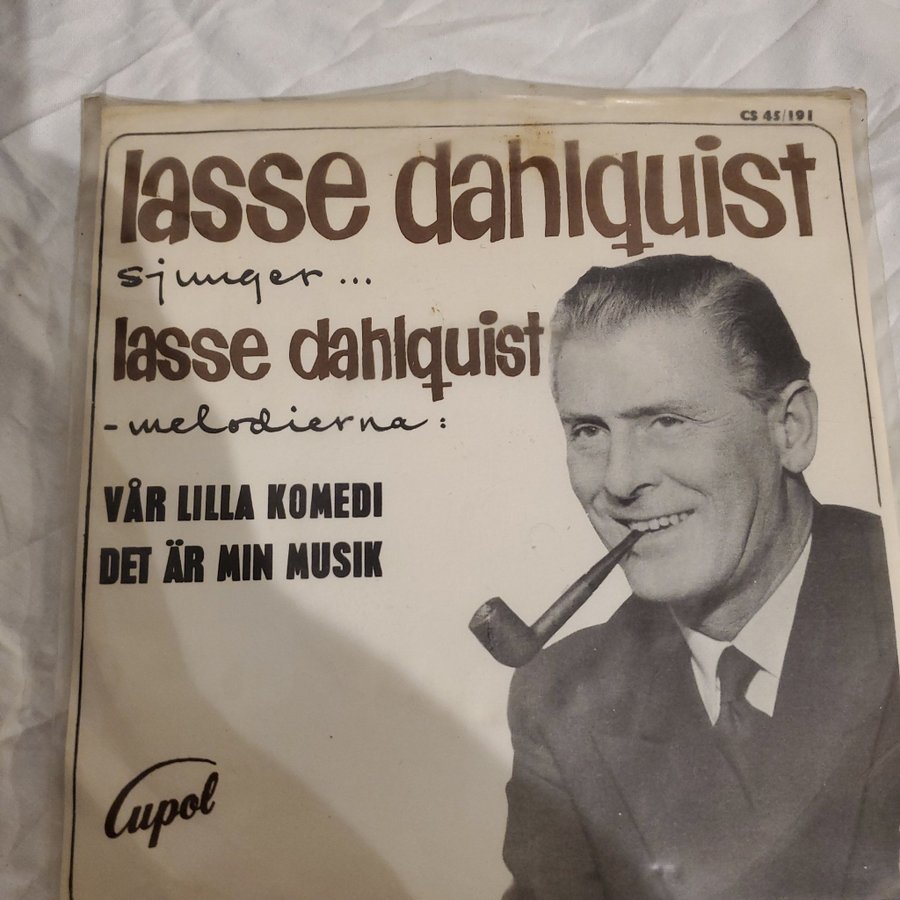 CS 45/191
lasse dahlquist
sjunger...
lasse dahlquist
-melodierna:
VÅR LILLA KOMEDI
DET ÄR MIN MUSIK
Cupol